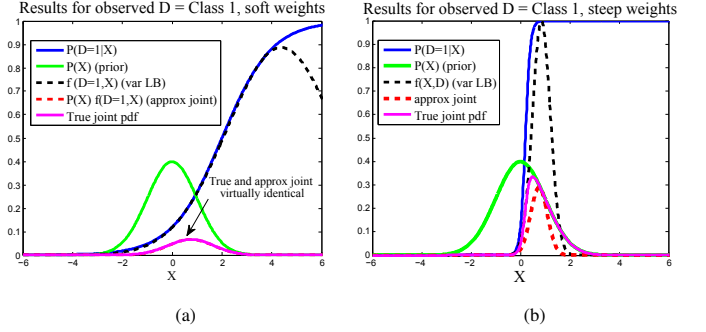 Results for observed D = Class 1, soft weights
1
0.9
0.8
0.7
0.6
0.5
0.4
0.3
0.2
0.1
0
P(D=1|X)
P(X) (prior)
f (D=1,X) (var LB)
P(X) f(D=1,X) (approx joint)
True joint pdf
True and approx joint
virtually identical
−6 −4 −2 0 2 4 6
X
(a)
Results for observed D = Class 1, steep weights
1
0.9
0.8
0.7
0.6
0.5
0.4
0.3
0.2
0.1
0
P(D=1|X)
P(X) (prior)
f(X,D) (var LB)
approx joint
True joint pdf
−6 −4 −2 0 2 4 6
X
(b)